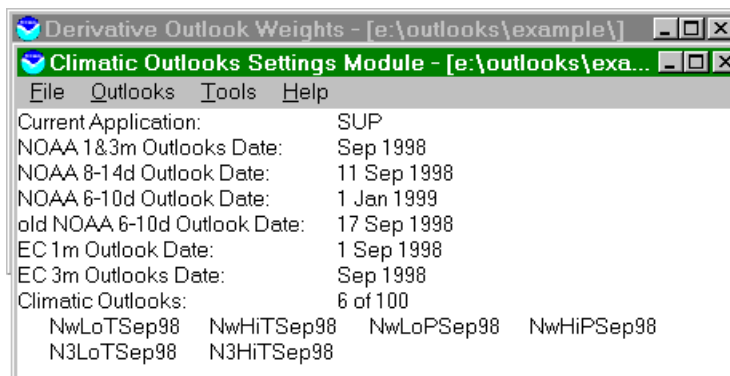 Derivative Outlook Weights - [e:\outlooks\example\]
Climatic Outlooks Settings Module - [e:\outlooks\exa...
File Outlooks Tools Help
Current Application: SUP
NOAA 1&3m Outlooks Date: Sep 1998
NOAA 8-14d Outlook Date: 11 Sep 1998
NOAA 6-10d Outlook Date: 1 Jan 1999
old NOAA 6-10d Outlook Date: 17 Sep 1998
EC 1m Outlook Date: 1 Sep 1998
EC 3m Outlooks Date: Sep 1998
Climatic Outlooks: 6 of 100
NwLoTSep98 NwHiTSep98 NwLoPSep98 NwHiPSep98
N3LoTSep98 N3HiTSep98